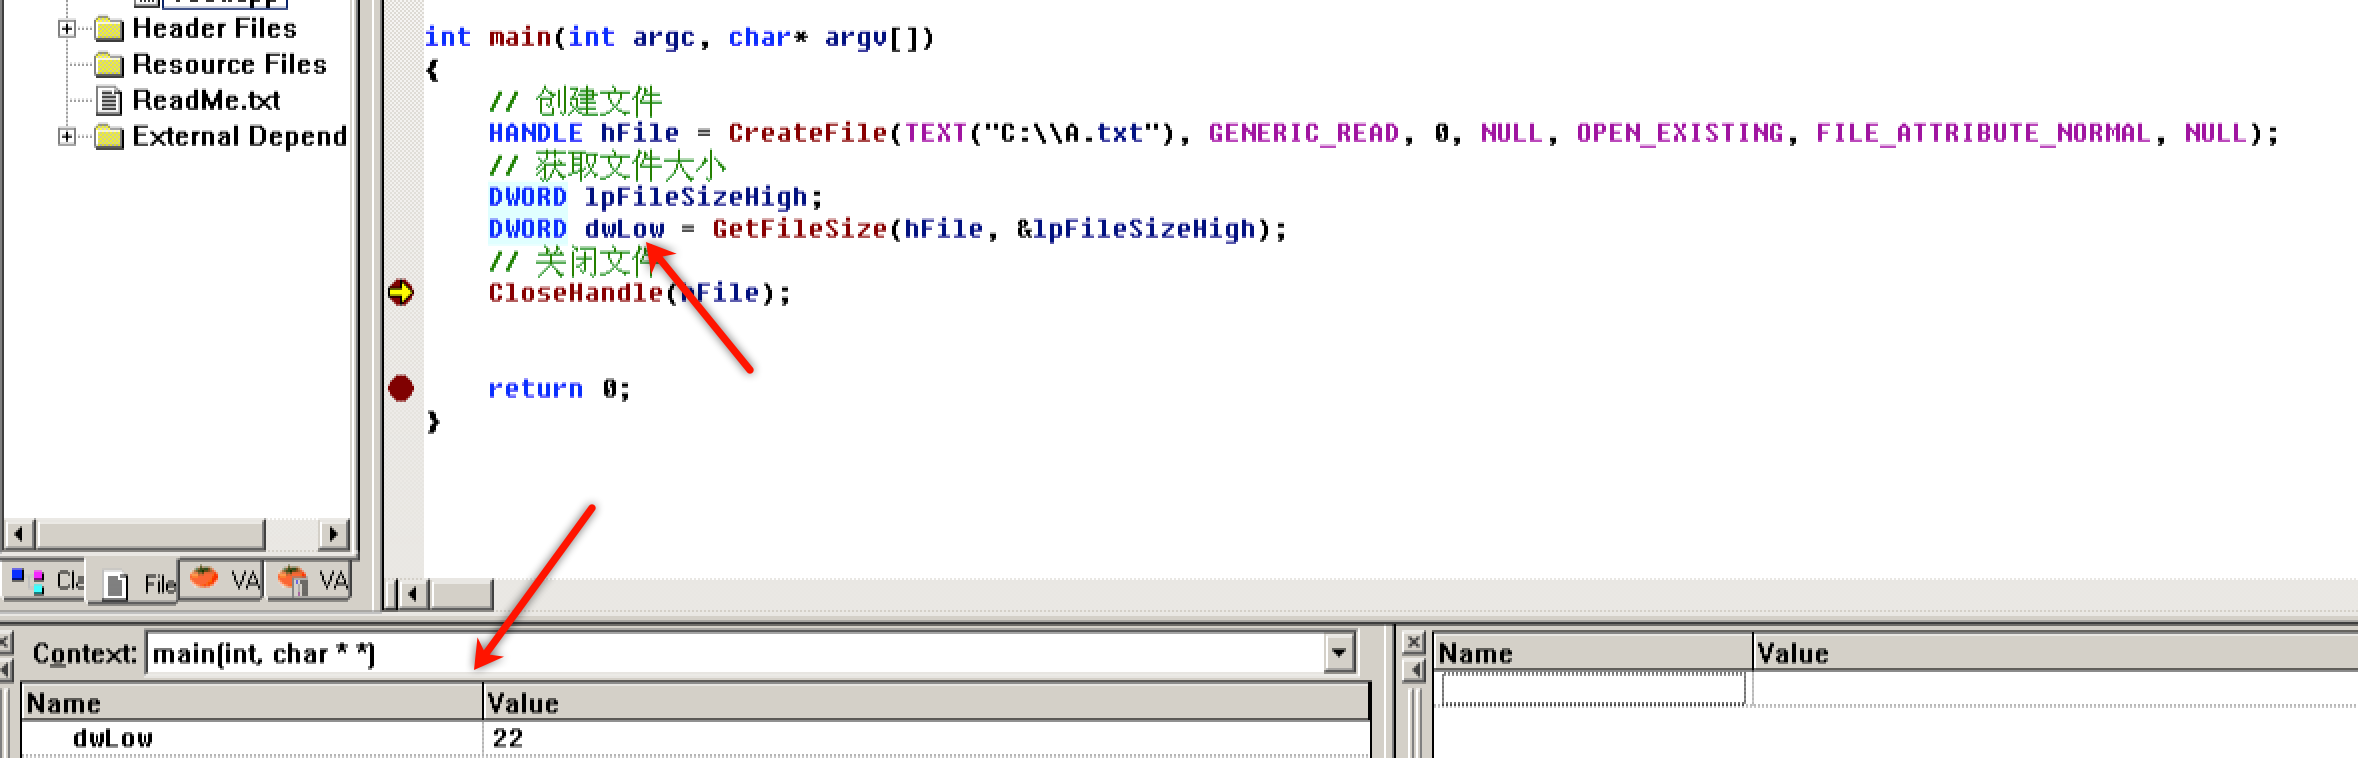 Header Files
Resource Files
ReadMe.txt
External Depend
int main(int argc, char* argv[])
{
// 创建文件
HANDLE hFile = CreateFile(TEXT("C:\\A.txt"), GENERIC_READ, 0, NULL, OPEN_EXISTING, FILE_ATTRIBUTE_NORMAL, NULL);
// 获取文件大小
DWORD lpFileSizeHigh;
DWORD dwLow = GetFileSize(hFile, &lpFileSizeHigh);
// 关闭文件
CloseHandle(hFile);
return 0;
}
Cla File VA VA
Context: main(int, char * *)
Name Value
dwLow 22
Name Value